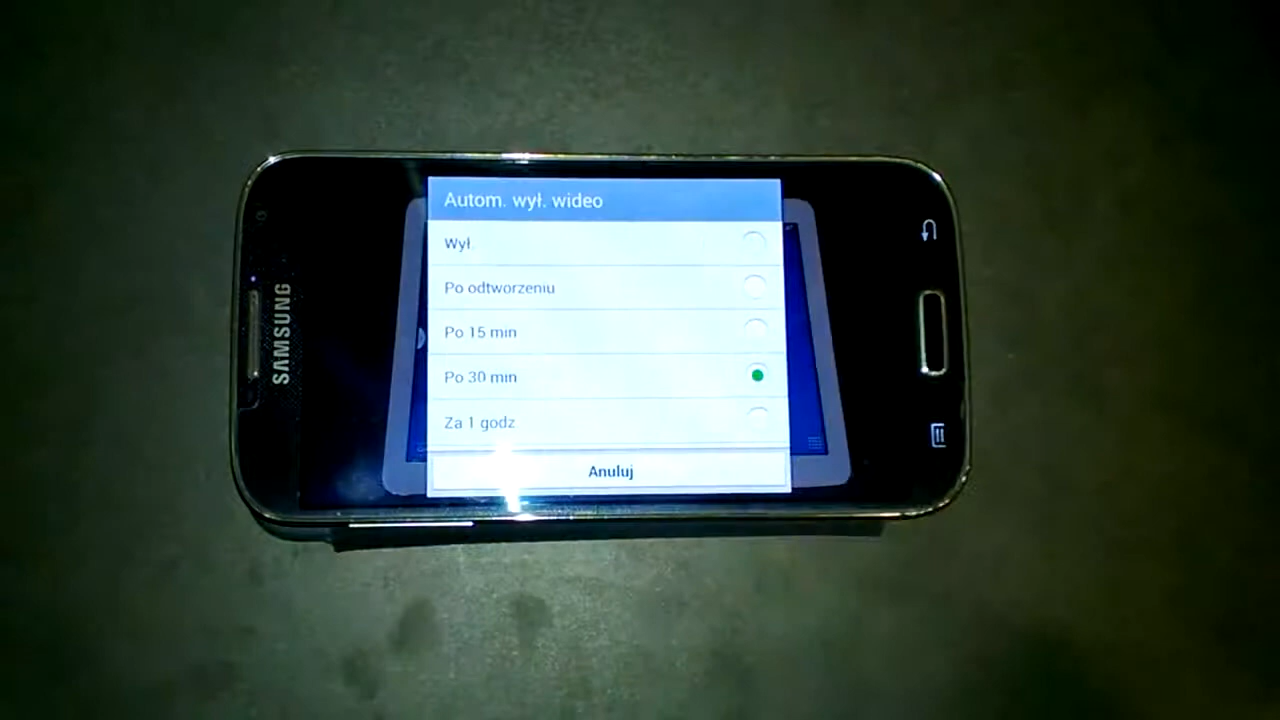 SAMSUNG
Autom. wył. wideo
Wył.
Po odtworzeniu
Po 15 min
Po 30 min
Za 1 godz
Anuluj